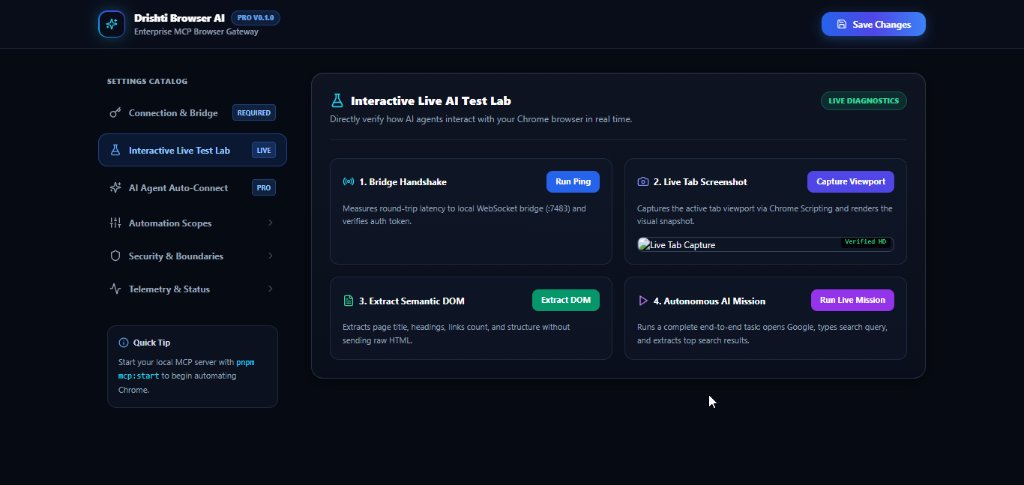 Drishti Browser AI PRO V0.1.0
Enterprise MCP Browser Gateway
Save Changes
SETTINGS CATALOG
Connection & Bridge REQUIRED
Interactive Live Test Lab LIVE
AI Agent Auto-Connect PRO
Automation Scopes
Security & Boundaries
Telemetry & Status
Quick Tip
Start your local MCP server with pnpm
mcp:start to begin automating
Chrome.
Interactive Live AI Test Lab LIVE DIAGNOSTICS
Directly verify how AI agents interact with your Chrome browser in real time.
1. Bridge Handshake Run Ping
Measures round-trip latency to local WebSocket bridge (:7483) and
verifies auth token.
2. Live Tab Screenshot Capture Viewport
Captures the active tab viewport via Chrome Scripting and renders the
visual snapshot.
Live Tab Capture Verified HD
3. Extract Semantic DOM Extract DOM
Extracts page title, headings, links count, and structure without
sending raw HTML.
4. Autonomous AI Mission Run Live Mission
Runs a complete end-to-end task: opens Google, types search query,
and extracts top search results.